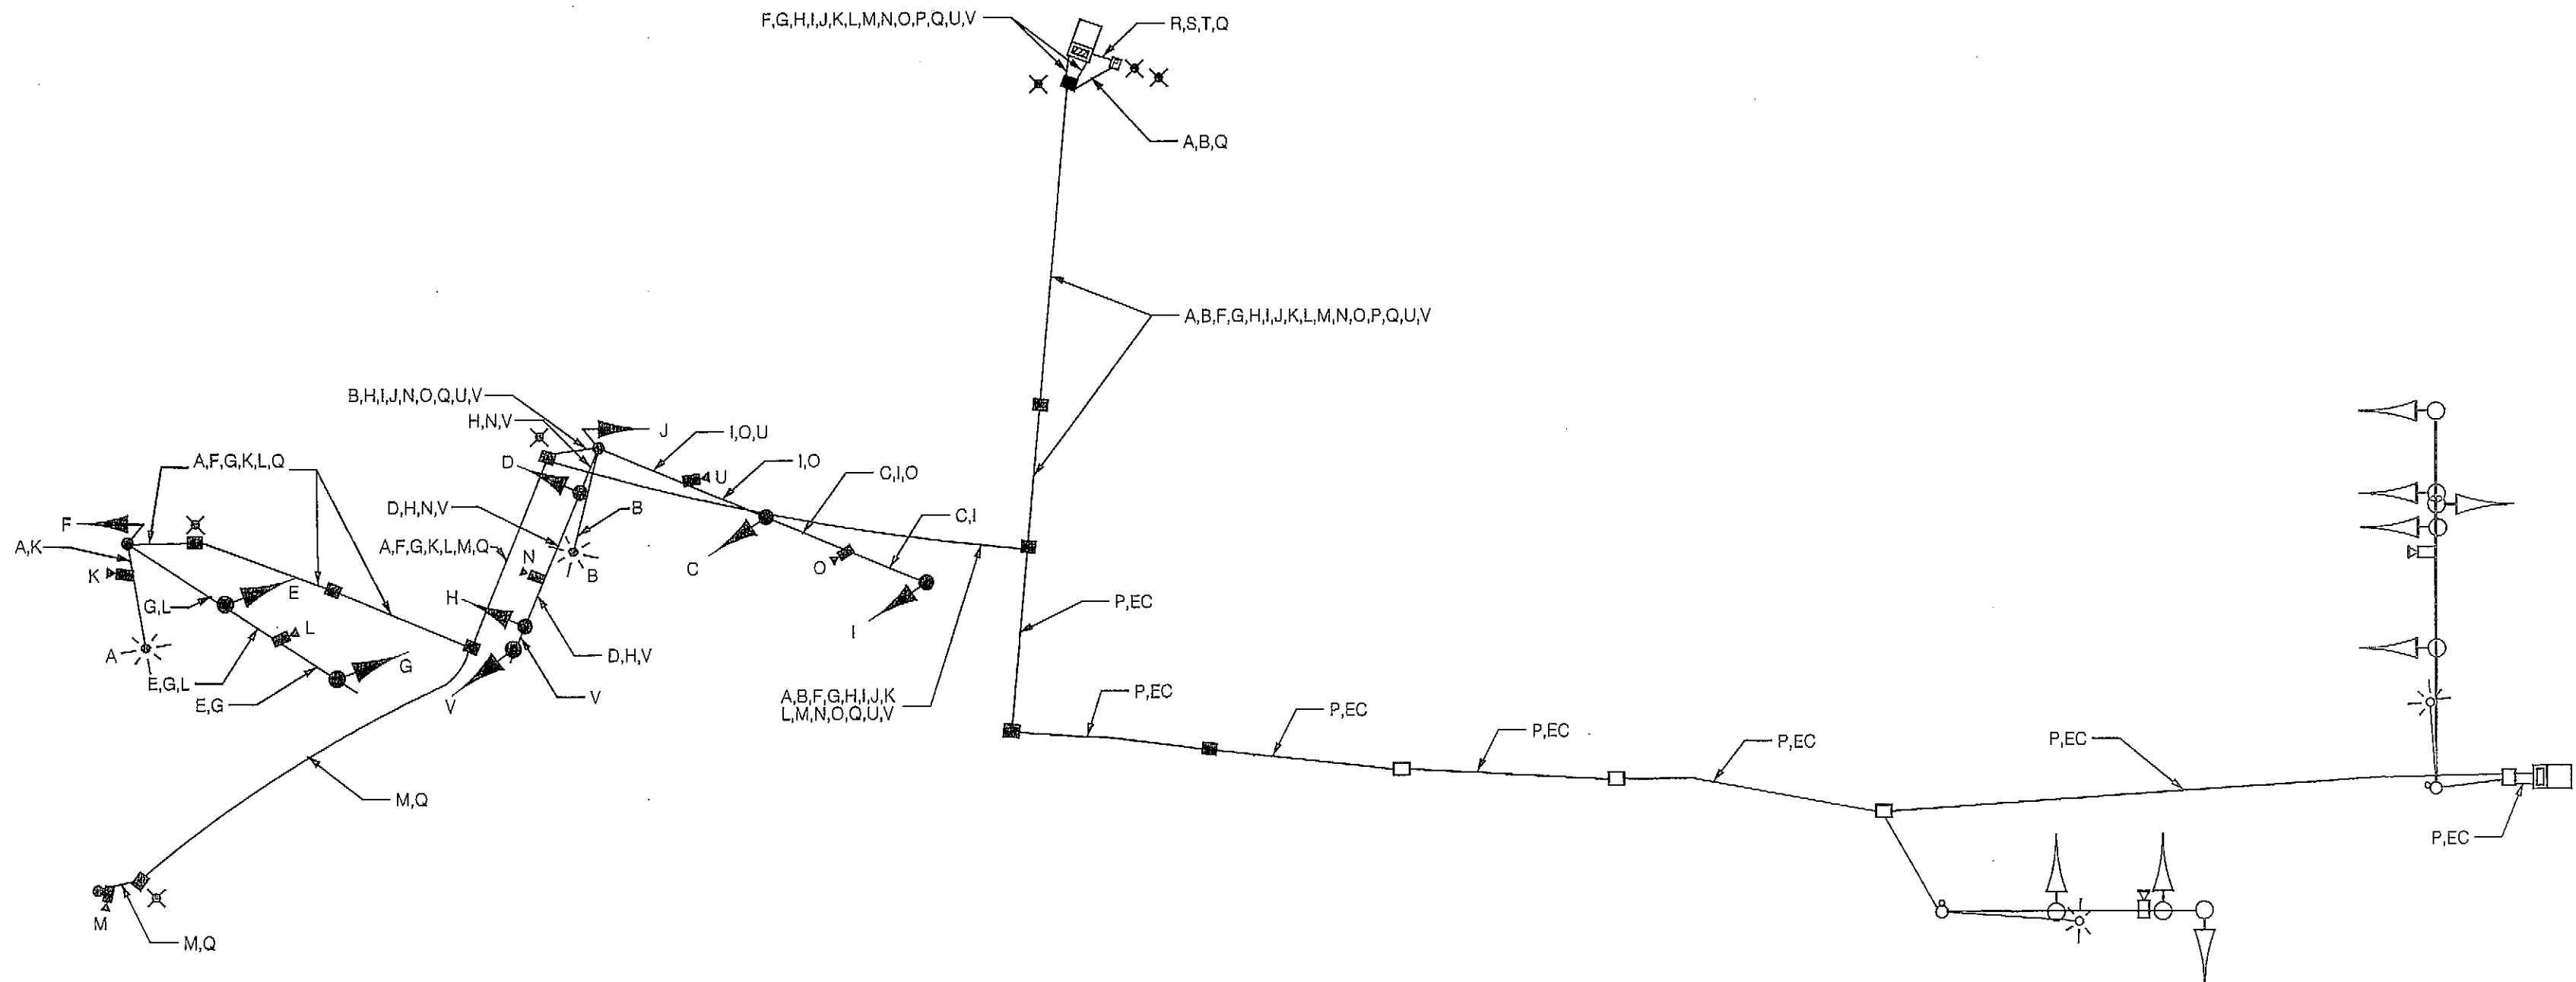 F,G,H,I,J,K,L,M,N,O,P,Q,U,V
R,S,T,Q
A,B,Q
A,B,F,G,H,I,J,K,L,M,N,O,P,Q,U,V
B,H,I,J,N,O,Q,U,V
H,N,V
J
I,O,U
A,F,G,K,L,Q
D
U
I,O
C,I,O
D,H,N,V
B
C,I
F
A,K
A,F,G,K,L,M,Q
N
K
B
C
O
E
G,L
H
P,EC
L
I
A
G
D,H,V
E,G,L
E,G
V
V
A,B,F,G,H,I,J,K
L,M,N,O,Q,U,V
P,EC
P,EC
P,EC
P,EC
P,EC
M,Q
P,EC
M
M,Q